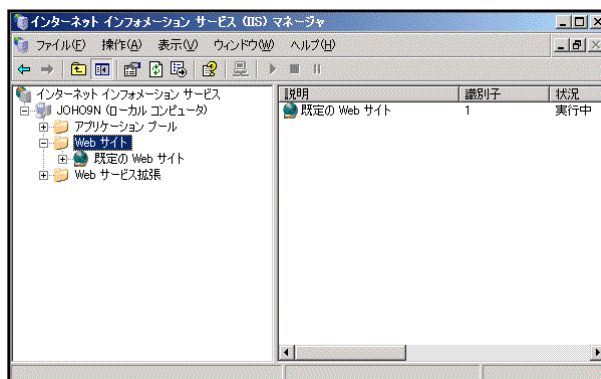 インターネット インフォメーション サービス (IIS) マネージャ
ファイル(F) 操作(A) 表示(V) ウィンドウ(W) ヘルプ(H)
インターネット インフォメーション サービス
JOHO9N (ローカル コンピュータ)
アプリケーション プール
Web サイト
既定の Web サイト
Web サービス拡張
説明 識別子 状況
既定の Web サイト 1 実行中